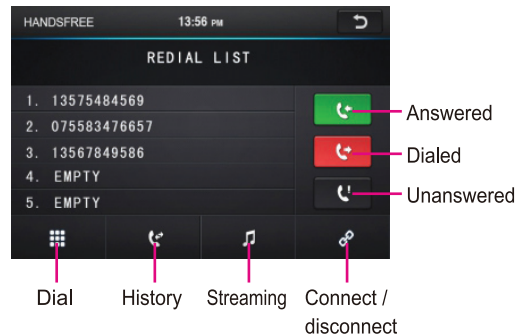 HANDSFREE 13:56 PM
REDIAL LIST
1. 13575484569
2. 075583476657
3. 13567849586
4. EMPTY
5. EMPTY
Answered
Dialed
Unanswered
Dial History Streaming Connect /
disconnect